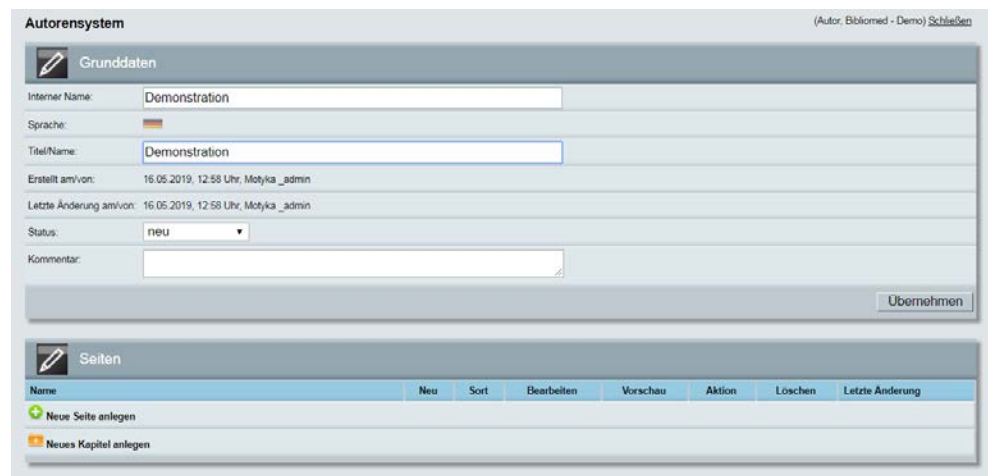 Autorensystem (Autor, Bibliomed - Demo) Schließen
Grunddaten
Interner Name: Demonstration
Sprache:
Titel/Name: Demonstration
Erstellt am/von: 16.05.2019, 12:58 Uhr, Motyka _admin
Letzte Änderung am/von: 16.05.2019, 12:58 Uhr, Motyka _admin
Status: neu
Kommentar:
Übernehmen
Seiten
Name Neu Sort Bearbeiten Vorschau Aktion Löschen Letzte Änderung
Neue Seite anlegen
Neues Kapitel anlegen